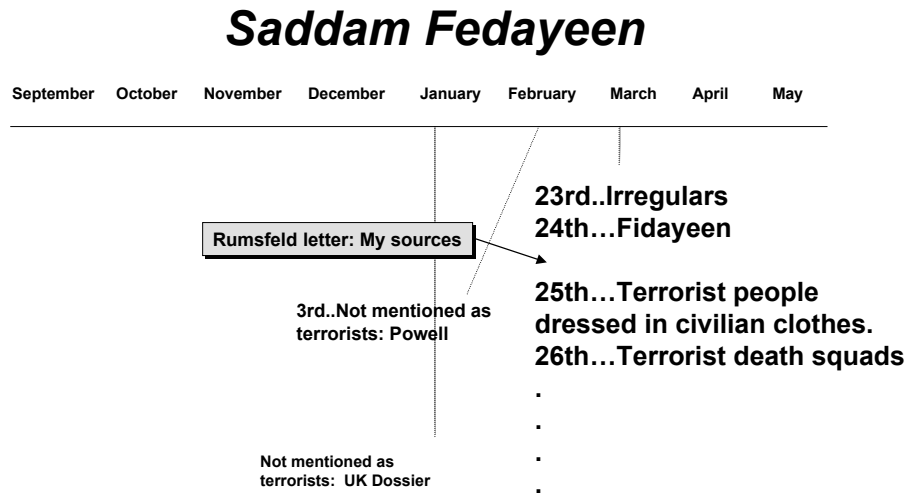 Saddam Fedayeen
September October November December January February March April May
23rd..Irregulars
24th…Fidayeen
Rumsfeld letter: My sources
25th…Terrorist people
dressed in civilian clothes.
26th…Terrorist death squads
.
.
.
.
3rd..Not mentioned as
terrorists: Powell
Not mentioned as
terrorists:  UK Dossier